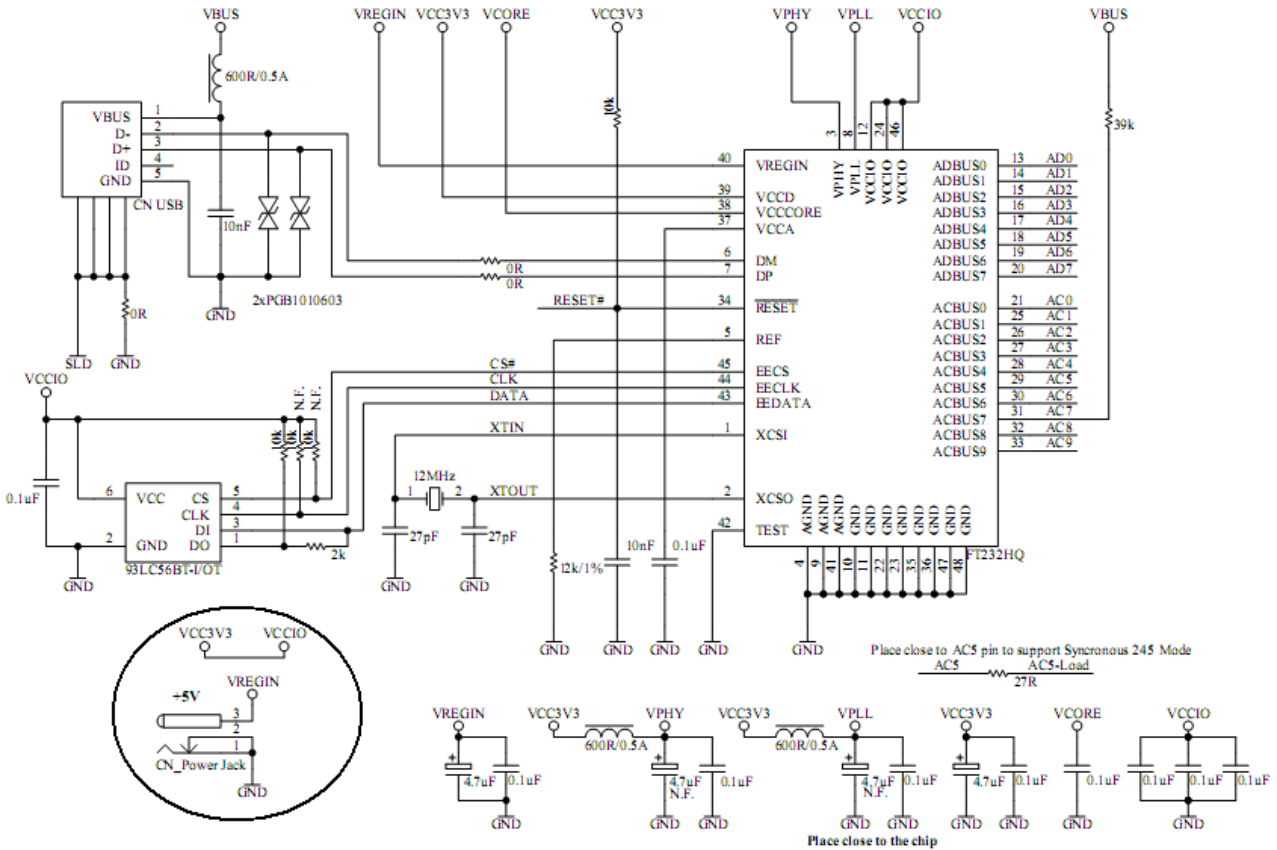 VBUS VREGIN VCC3V3 VCORE VCC3V3 VPHY VPLL VCCIO VBUS
600R/0.5A
10k
39k
VBUS 1
D- 2
D+ 3
ID 4
GND 5
CN USB
10nF
2xPGB1010603
0R
GND
SLD GND
3 8 12 24 46
VPHY VPLL VCCIO VCCIO VCCIO
40 VREGIN
39 VCCD
38 VCCCORE
37 VCCA
6 DM
0R
7 DP
0R
RESET# 34 RESET
5 REF
CS# 45 EECS
CLK 44 EECLK
DATA 43 EEDATA
XTIN 1 XCSI
XTOUT 2 XCSO
42 TEST
ADBUS0 13 AD0
ADBUS1 14 AD1
ADBUS2 15 AD2
ADBUS3 16 AD3
ADBUS4 17 AD4
ADBUS5 18 AD5
ADBUS6 19 AD6
ADBUS7 20 AD7
ACBUS0 21 AC0
ACBUS1 25 AC1
ACBUS2 26 AC2
ACBUS3 27 AC3
ACBUS4 28 AC4
ACBUS5 29 AC5
ACBUS6 30 AC6
ACBUS7 31 AC7
ACBUS8 32 AC8
ACBUS9 33 AC9
AGND AGND AGND GND GND GND GND GND GND GND GND
4 9 41 10 11 22 23 35 36 47 48
FT232HQ
GND
VCCIO
N.F. N.F.
10k 10k 10k
0.1uF
6 VCC CS 5
CLK 4
DI 3
2 GND DO 1
2k
93LC56BT-I/OT
GND
12MHz
1 2
27pF 27pF
GND GND
12k/1% 10nF 0.1uF
GND GND GND GND
VCC3V3 VCCIO
VREGIN
+5V
3
2
1
CN_Power Jack
GND
Place close to AC5 pin to support Syncronous 245 Mode
AC5 AC5-Load
27R
VREGIN VCC3V3 VPHY VCC3V3 VPLL VCC3V3 VCORE VCCIO
600R/0.5A 600R/0.5A
+ + + +
4.7uF 0.1uF 4.7uF 0.1uF 4.7uF 0.1uF 4.7uF 0.1uF 0.1uF 0.1uF 0.1uF 0.1uF
N.F. N.F.
GND GND GND GND GND GND GND GND GND
Place close to the chip